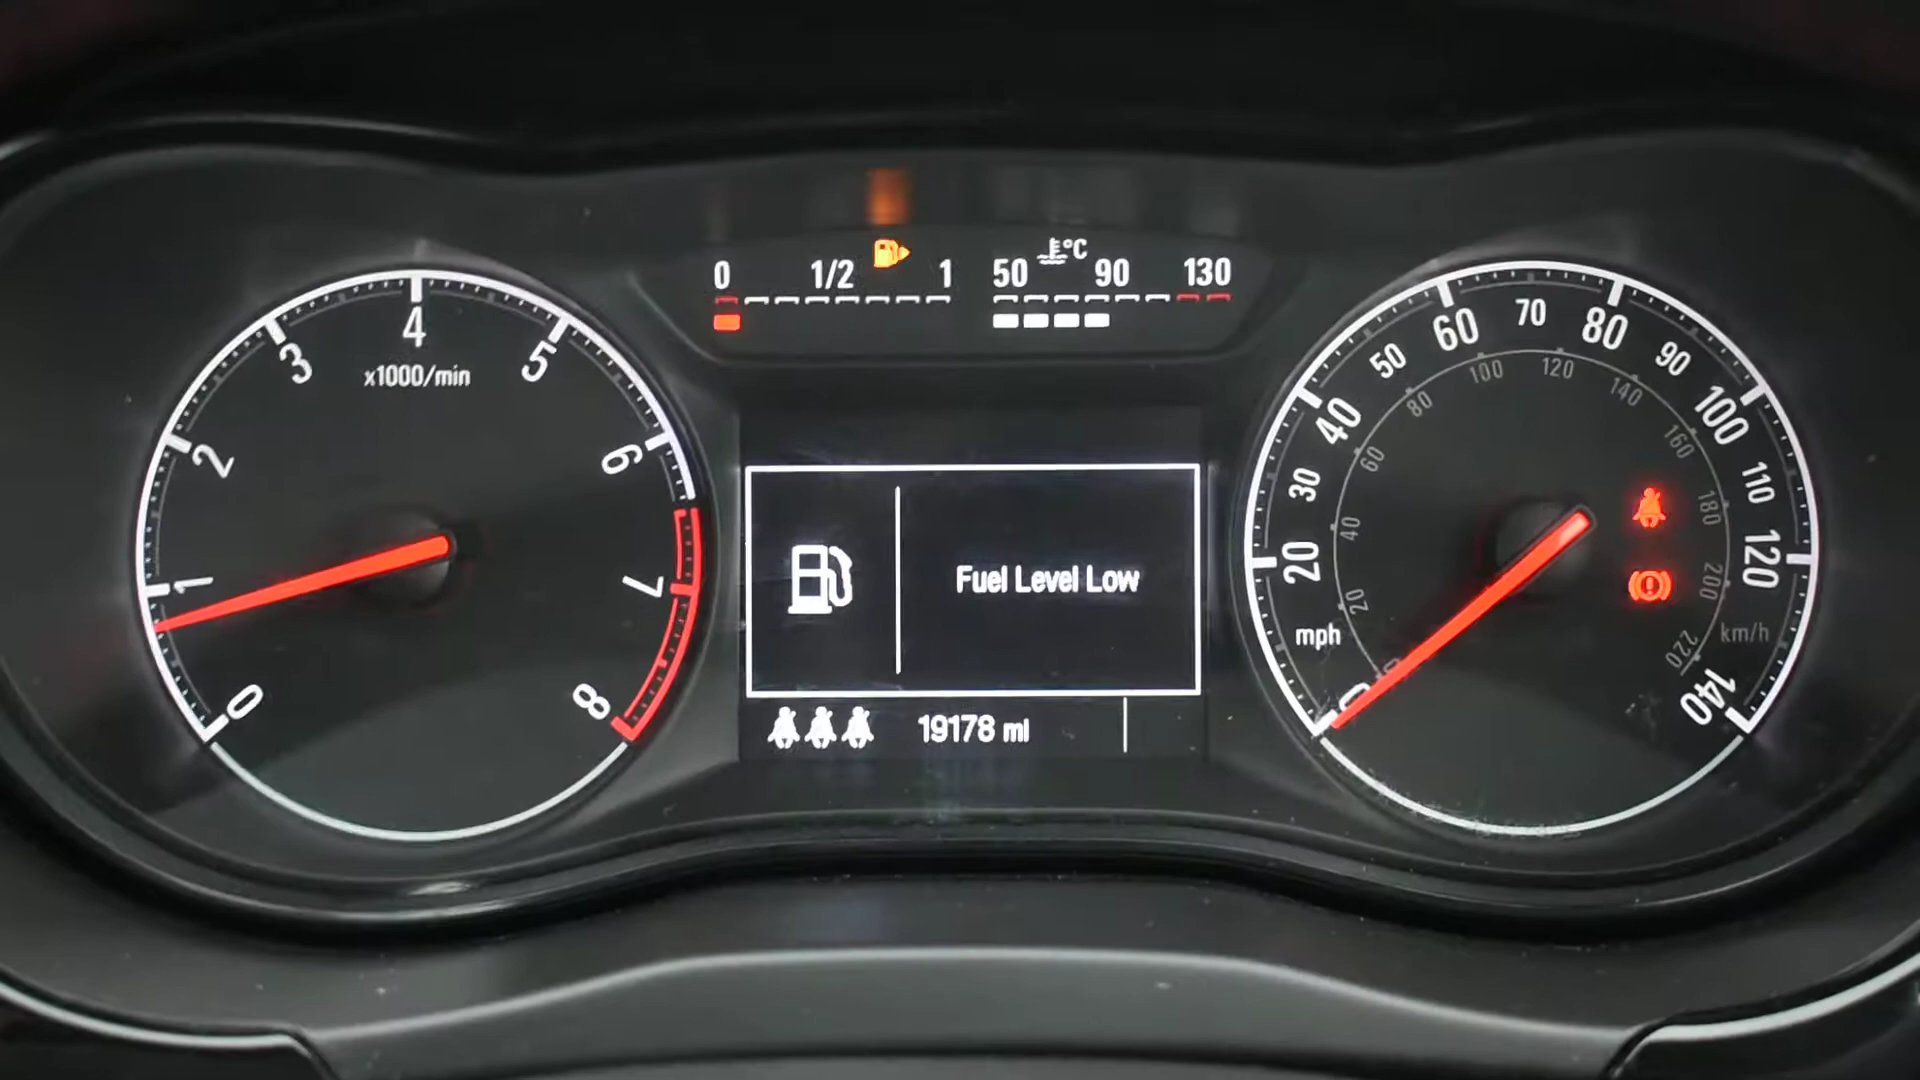 0 1/2 1
50 °C 90 130
0 1 2 3 4 5 6 7 8
x1000/min
Fuel Level Low
19178 mi
0 20 30 40 50 60 70 80 90 100 110 120 140
mph
0 20 40 60 80 100 120 140 160 180 200 220
km/h